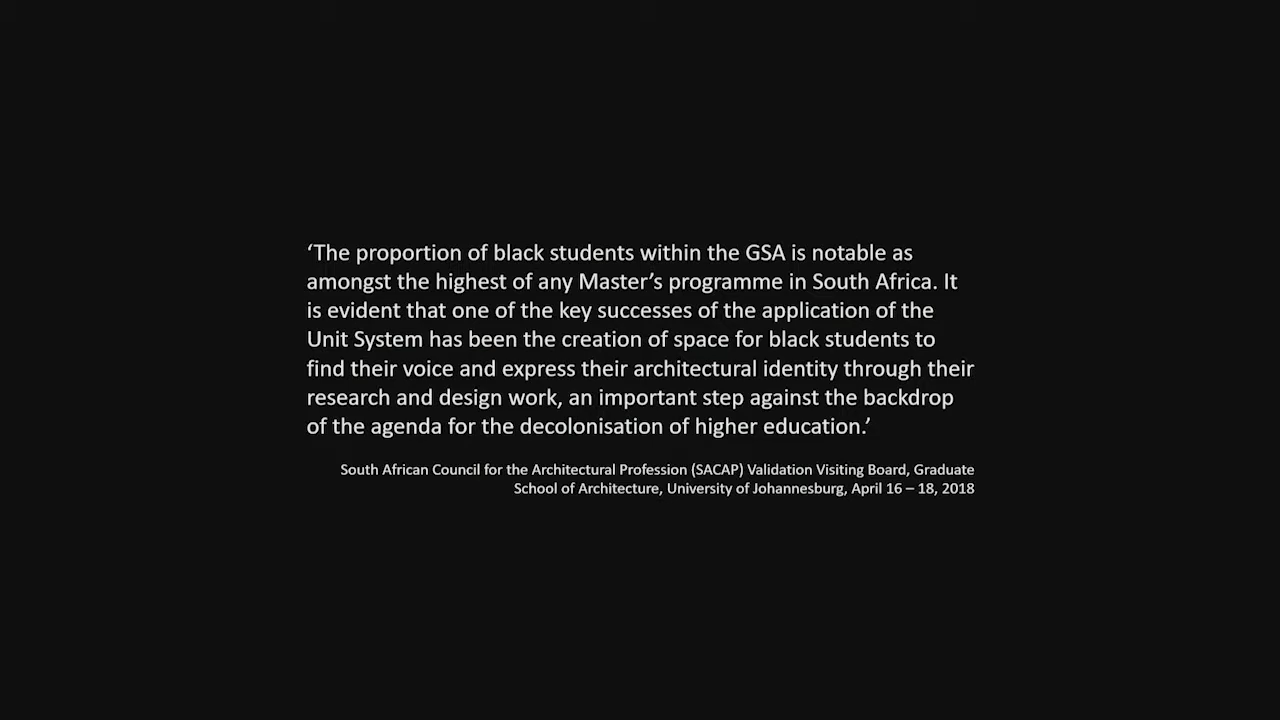 ‘The proportion of black students within the GSA is notable as
amongst the highest of any Master’s programme in South Africa. It
is evident that one of the key successes of the application of the
Unit System has been the creation of space for black students to
find their voice and express their architectural identity through their
research and design work, an important step against the backdrop
of the agenda for the decolonisation of higher education.’
South African Council for the Architectural Profession (SACAP) Validation Visiting Board, Graduate
School of Architecture, University of Johannesburg, April 16 – 18, 2018